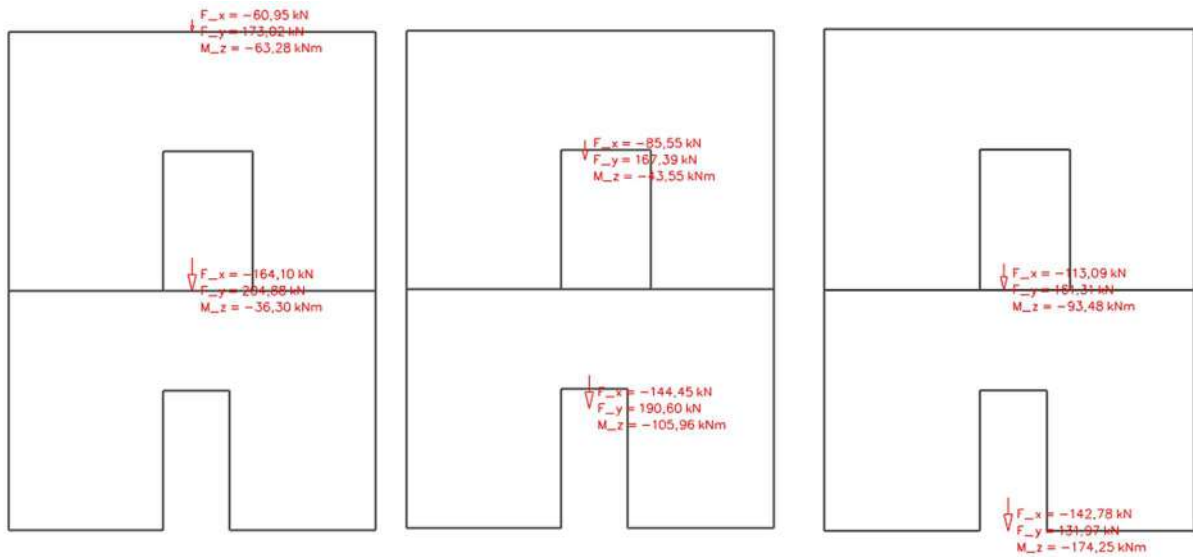 F_x = −60,95 kN
F_y = 173,02 kN
M_z = −63,28 kNm
F_x = −164,10 kN
F_y = 204,88 kN
M_z = −36,30 kNm
F_x = −85,55 kN
F_y = 167,39 kN
M_z = −43,55 kNm
F_x = −144,45 kN
F_y = 190,60 kN
M_z = −105,96 kNm
F_x = −113,09 kN
F_y = 161,31 kN
M_z = −93,48 kNm
F_x = −142,78 kN
F_y = 131,97 kN
M_z = −174,25 kNm